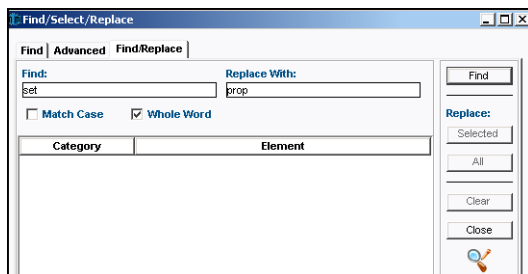 Find/Select/Replace
Find Advanced Find/Replace
Find: Replace With:
set prop
Match Case Whole Word
Category Element
Find
Replace:
Selected
All
Clear
Close